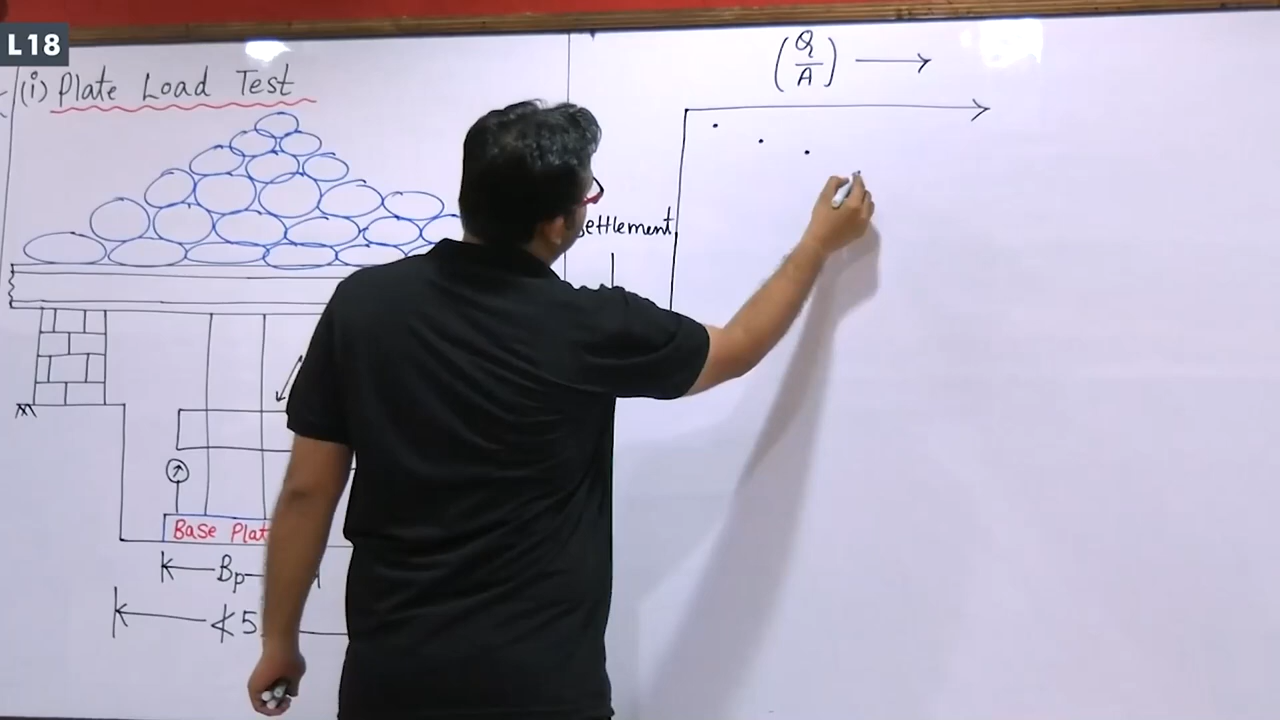 L18
(i) Plate Load Test
(Q/A)
settlement
Base Plat
Bp
≮5